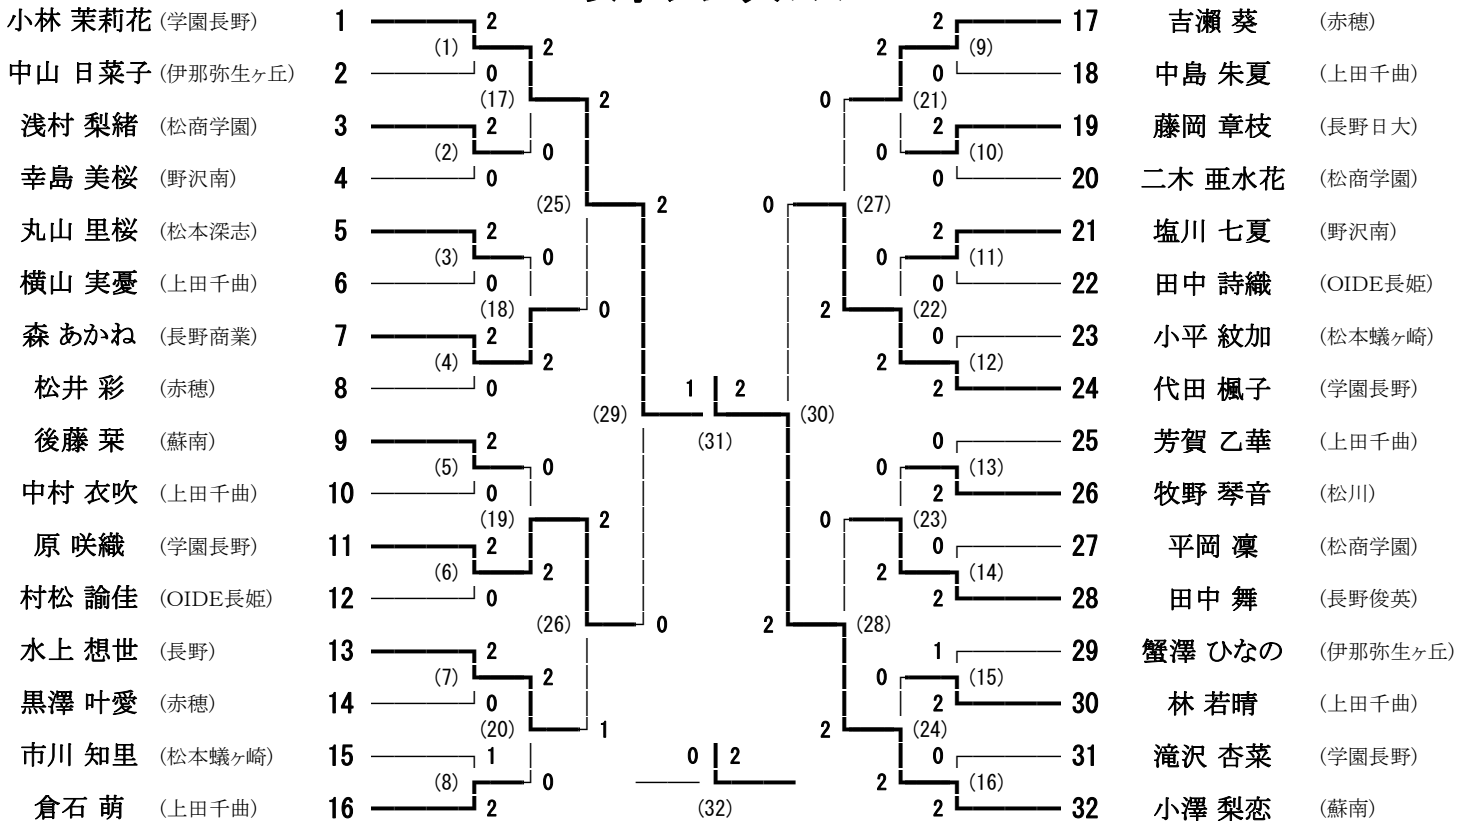 小林 茉莉花 (学園長野) 1
中山 日菜子 (伊那弥生ヶ丘) 2
浅村 梨緒 (松商学園) 3
幸島 美桜 (野沢南) 4
丸山 里桜 (松本深志) 5
横山 実憂 (上田千曲) 6
森 あかね (長野商業) 7
松井 彩 (赤穂) 8
後藤 栞 (蘇南) 9
中村 衣吹 (上田千曲) 10
原 咲織 (学園長野) 11
村松 諭佳 (OIDE長姫) 12
水上 想世 (長野) 13
黒澤 叶愛 (赤穂) 14
市川 知里 (松本蟻ヶ崎) 15
倉石 萌 (上田千曲) 16
2
(1)
0
2
(2)
0
2
(3)
0
2
(4)
0
2
(5)
0
2
(6)
0
2
(7)
0
1
(8)
2
2
(17)
0
0
(18)
2
0
(19)
2
2
(20)
0
2
(25)
0
2
(26)
1
2
(29)
0
1 2
(31)
0 2
(32)
0
(30)
2
0
(27)
2
0
(28)
2
2
(21)
0
0
(22)
2
0
(23)
2
0
(24)
2
2
(9)
0
2
(10)
0
2
(11)
0
0
(12)
2
0
(13)
2
0
(14)
2
1
(15)
2
0
(16)
2
17 吉瀬 葵 (赤穂)
18 中島 朱夏 (上田千曲)
19 藤岡 章枝 (長野日大)
20 二木 亜水花 (松商学園)
21 塩川 七夏 (野沢南)
22 田中 詩織 (OIDE長姫)
23 小平 紋加 (松本蟻ヶ崎)
24 代田 楓子 (学園長野)
25 芳賀 乙華 (上田千曲)
26 牧野 琴音 (松川)
27 平岡 凜 (松商学園)
28 田中 舞 (長野俊英)
29 蟹澤 ひなの (伊那弥生ヶ丘)
30 林 若晴 (上田千曲)
31 滝沢 杏菜 (学園長野)
32 小澤 梨恋 (蘇南)